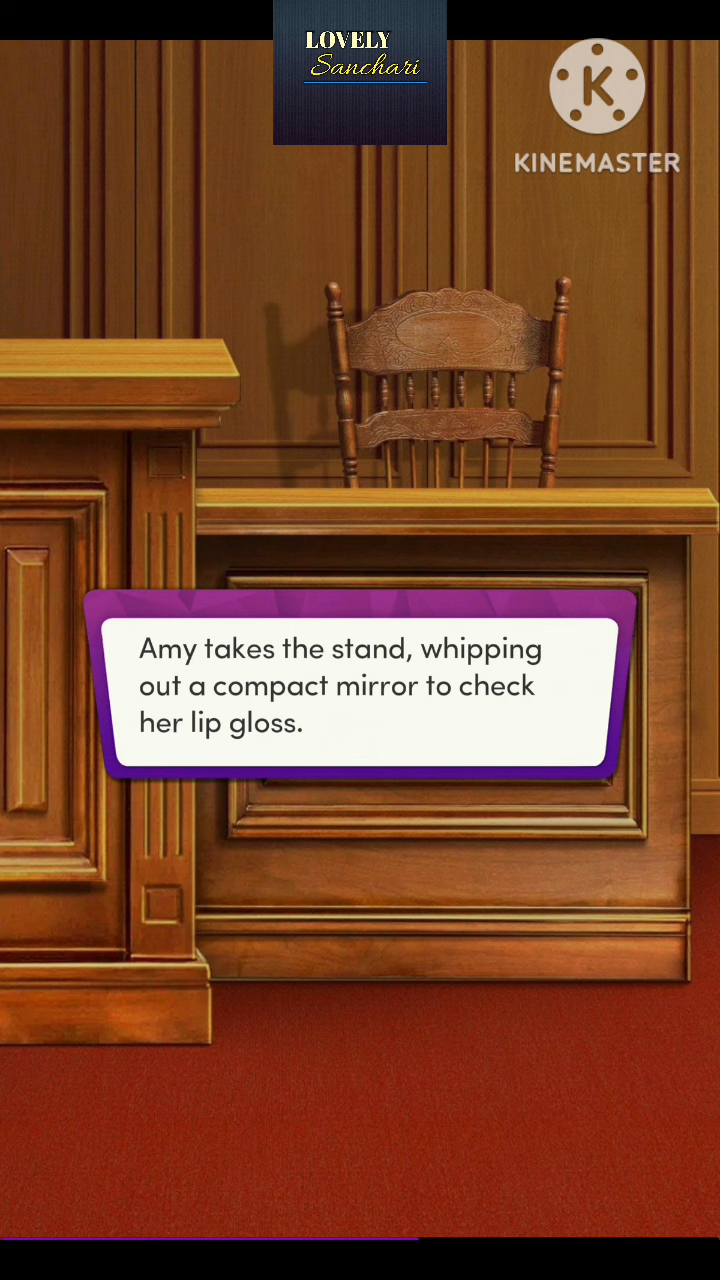 LOVELY
Sanchari
K
KINEMASTER
Amy takes the stand, whipping
out a compact mirror to check
her lip gloss.